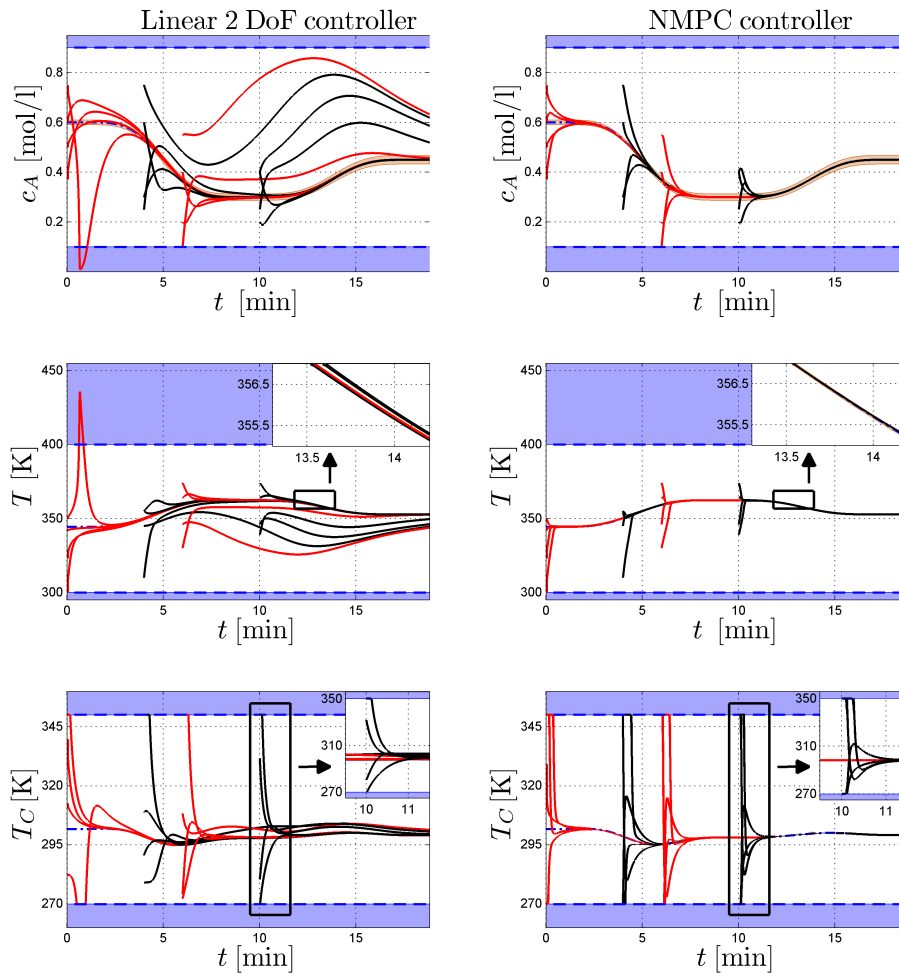 Linear 2 DoF controller
NMPC controller
0.8
0.6
0.4
0.2
c_A [mol/l]
0 5 10 15
t [min]
0.8
0.6
0.4
0.2
c_A [mol/l]
0 5 10 15
t [min]
450
400
350
300
T [K]
356.5
355.5
13.5 14
0 5 10 15
t [min]
450
400
350
300
T [K]
356.5
355.5
13.5 14
0 5 10 15
t [min]
345
320
295
270
T_C [K]
350
310
270
10 11
0 5 10 15
t [min]
345
320
295
270
T_C [K]
350
310
270
10 11
0 5 10 15
t [min]